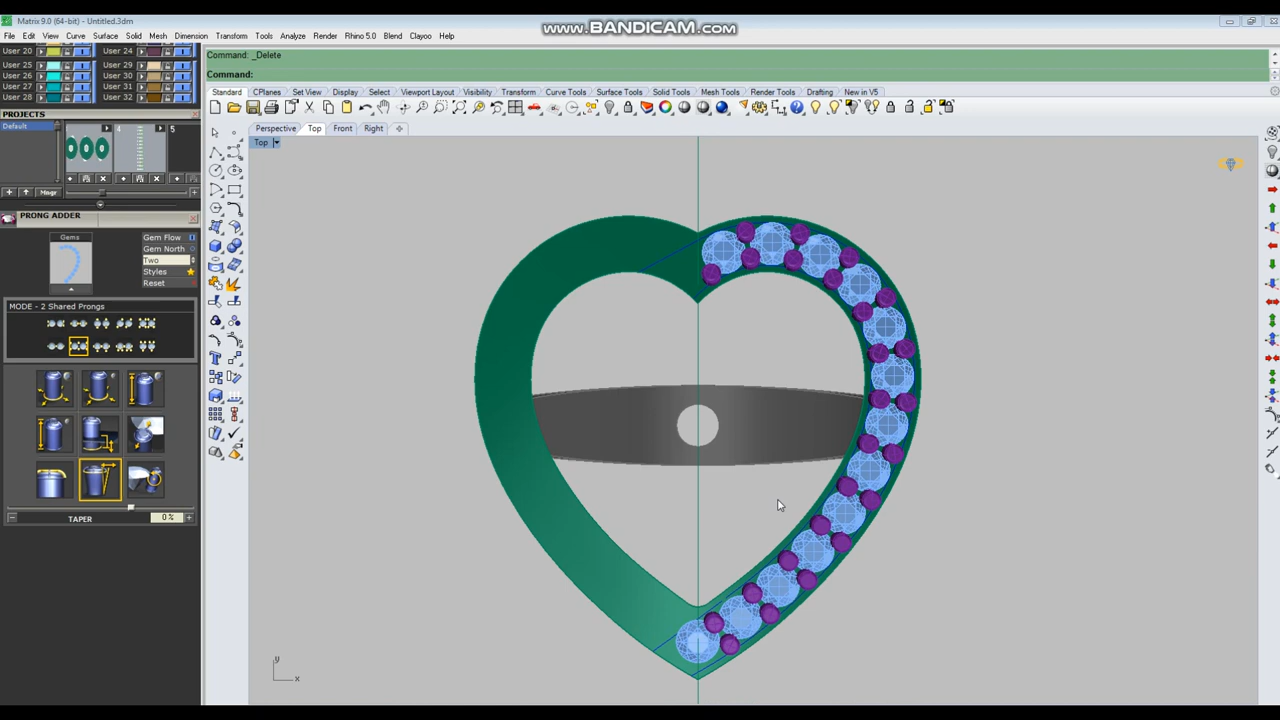 Matrix 9.0 (64-bit) - Untitled.3dm
www.BANDICAM.com
File Edit View Curve Surface Solid Mesh Dimension Transform Tools Analyze Render Rhino 5.0 Blend Clayoo Help
User 20 User 24
User 25 User 29
User 26 User 30
User 27 User 31
User 28 User 32
Command: _Delete
Command:
Standard CPlanes Set View Display Select Viewport Layout Visibility Transform Curve Tools Surface Tools Solid Tools Mesh Tools Render Tools Drafting New in V5
PROJECTS
Default
4
5
Mngr
Perspective Top Front Right
Top
PRONG ADDER
Gems
Gem Flow
Gem North
Two
Styles
Reset
MODE - 2 Shared Prongs
TAPER
0 %
y
x